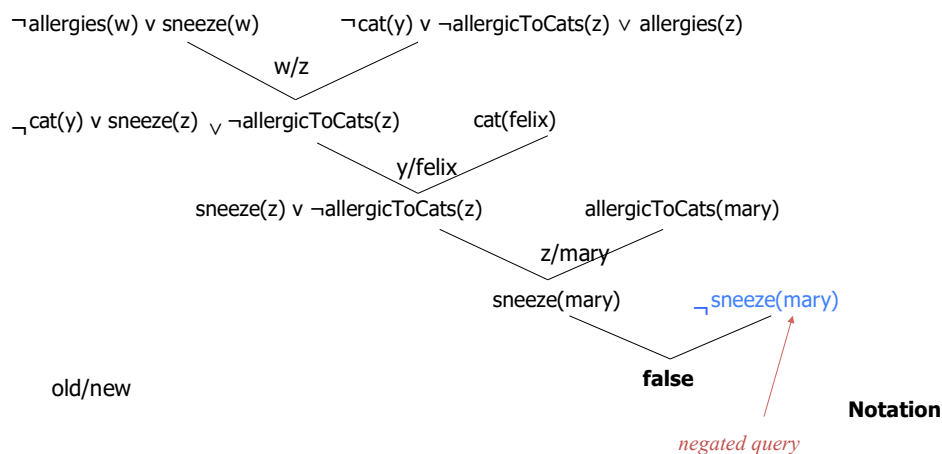 ¬allergies(w) v sneeze(w) ¬cat(y) v ¬allergicToCats(z) ∨ allergies(z)
w/z
¬cat(y) v sneeze(z) ∨ ¬allergicToCats(z) cat(felix)
y/felix
sneeze(z) v ¬allergicToCats(z) allergicToCats(mary)
z/mary
sneeze(mary) ¬sneeze(mary)
false
old/new
Notation
negated query